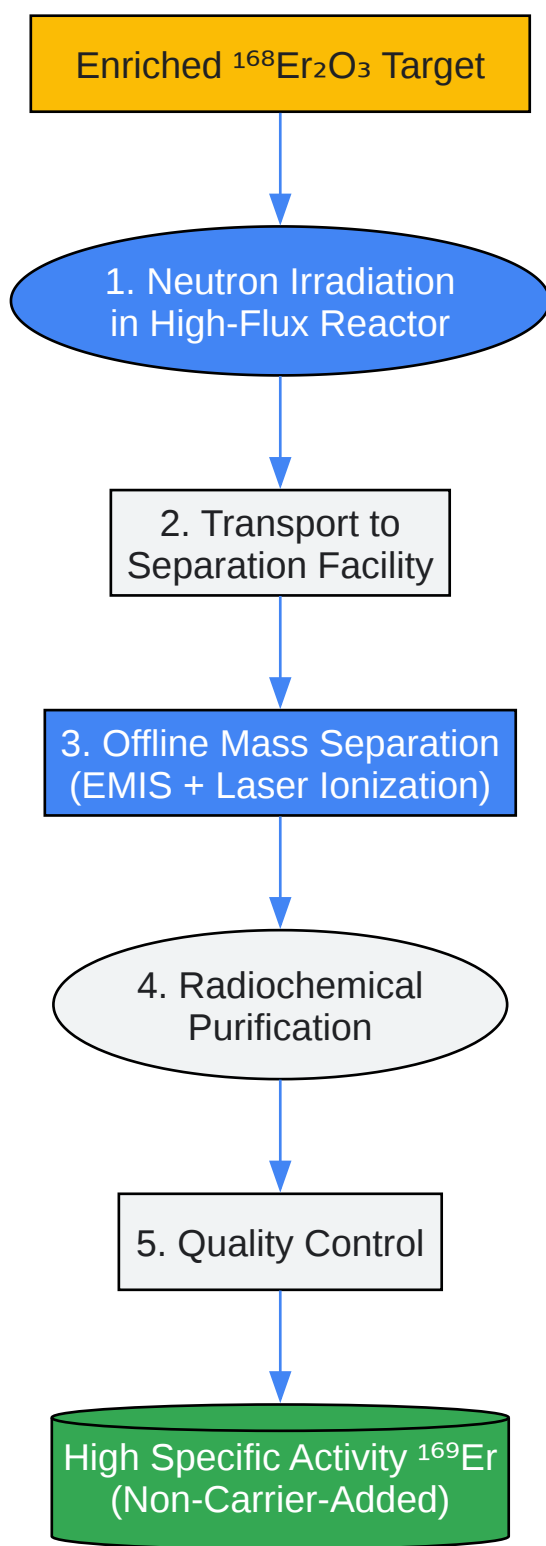 Enriched ¹⁶⁸Er₂O₃ Target
1. Neutron Irradiation
in High-Flux Reactor
2. Transport to
Separation Facility
3. Offline Mass Separation
(EMIS + Laser Ionization)
4. Radiochemical
Purification
5. Quality Control
High Specific Activity ¹⁶⁹Er
(Non-Carrier-Added)